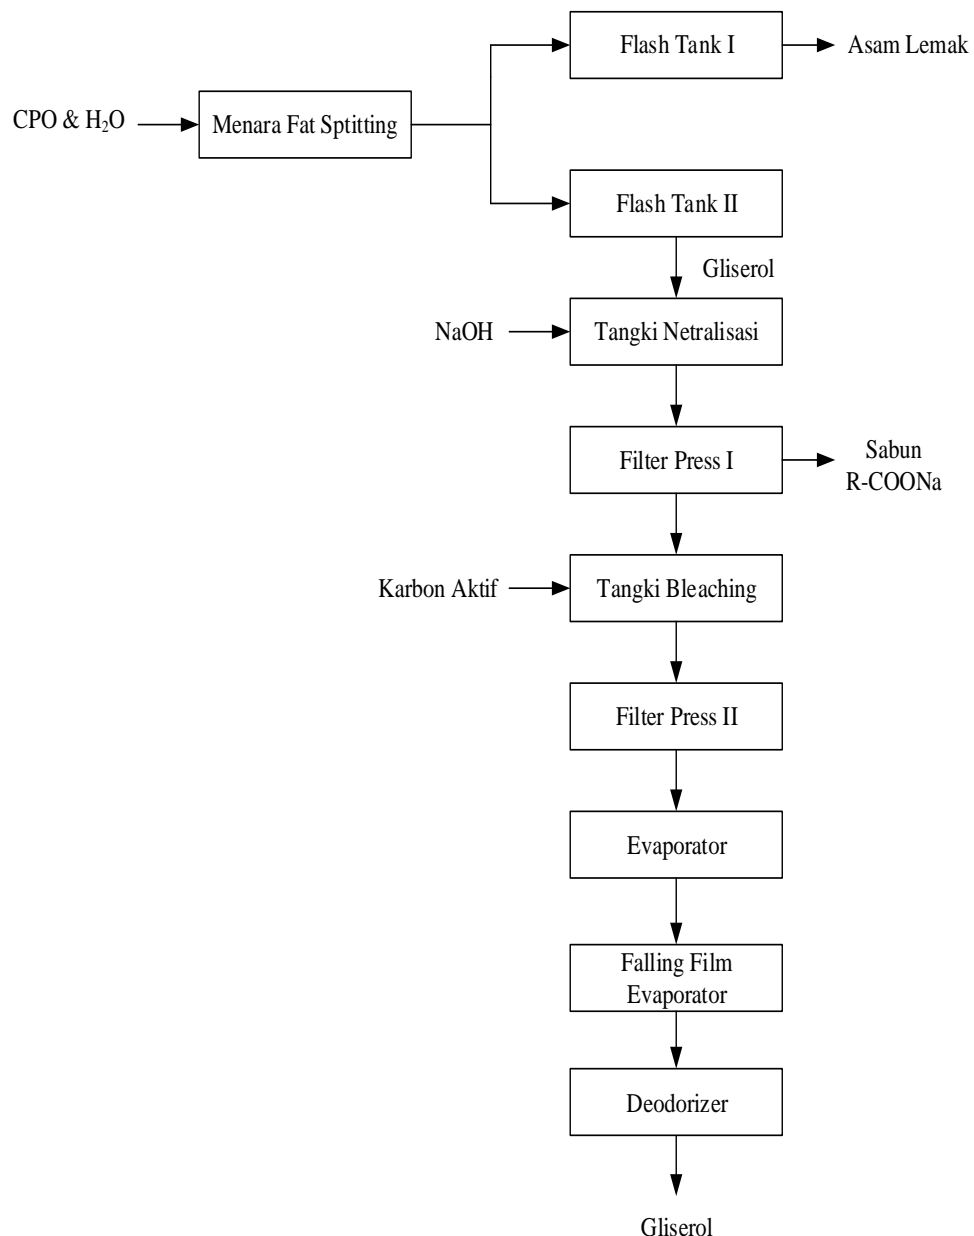 Flash Tank I
Asam Lemak
CPO & H₂O
Menara Fat Sptitting
Flash Tank II
Gliserol
NaOH
Tangki Netralisasi
Filter Press I
Sabun
R-COONa
Karbon Aktif
Tangki Bleaching
Filter Press II
Evaporator
Falling Film
Evaporator
Deodorizer
Gliserol